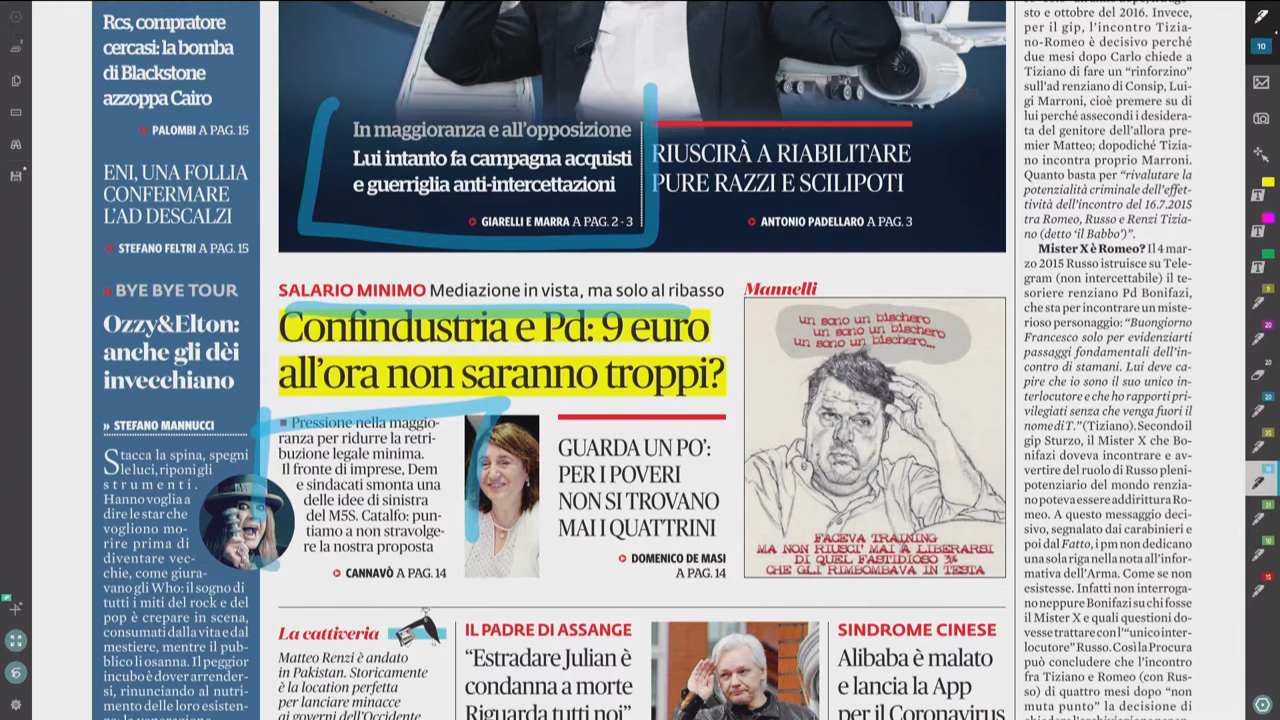 Rcs, compratore
cercasi: la bomba
di Blackstone
azzoppa Cairo
PALOMBI A PAG. 15
ENI, UNA FOLLIA
CONFERMARE
L'AD DESCALZI
STEFANO FELTRI A PAG. 15
BYE BYE TOUR
Ozzy&Elton:
anche gli dèi
invecchiano
» STEFANO MANNUCCI
Stacca la spina, spegni
le luci, riponi gli
strumenti.
Hanno voglia a
dire le star che
vogliono mo-
rire prima di
diventare vec-
chie, come giura-
vano gli Who: il sogno di
tutti i miti del rock e del
pop è crepare in scena,
consumati dalla vita e dal
mestiere, mentre il pub-
blico li osanna. Il peggior
incubo è dover arrender-
si, rinunciando al nutri-
mento delle loro esisten-
In maggioranza e all'opposizione
Lui intanto fa campagna acquisti
e guerriglia anti-intercettazioni
GIARELLI E MARRA A PAG. 2 - 3
RIUSCIRÀ A RIABILITARE
PURE RAZZI E SCILIPOTI
ANTONIO PADELLARO A PAG. 3
SALARIO MINIMO Mediazione in vista, ma solo al ribasso
Confindustria e Pd: 9 euro
all'ora non saranno troppi?
Pressione nella maggio-
ranza per ridurre la retri-
buzione legale minima.
Il fronte di imprese, Dem
e sindacati smonta una
delle idee di sinistra
del M5S. Catalfo: pun-
tiamo a non stravolge-
re la nostra proposta
CANNAVÒ A PAG. 14
GUARDA UN PO':
PER I POVERI
NON SI TROVANO
MAI I QUATTRINI
DOMENICO DE MASI
A PAG. 14
Mannelli
un sono un bischero
un sono un bischero
un sono un bischero...
FACEVA TRAINING
MA NON RIUSCI' MAI A LIBERARSI
DI QUEL FASTIDIOSO 3%
CHE GLI RIMBOMBAVA IN TESTA
La cattiveria
Matteo Renzi è andato
in Pakistan. Storicamente
è la location perfetta
per lanciare minacce
ai governi dell'Occidente
IL PADRE DI ASSANGE
"Estradare Julian è
condanna a morte
Riguarda tutti noi"
SINDROME CINESE
Alibaba è malato
e lancia la App
per il Coronavirus
sto e ottobre del 2016. Invece,
per il gip, l'incontro Tizia-
no-Romeo è decisivo perché
due mesi dopo Carlo chiede a
Tiziano di fare un "rinforzino"
sull'ad renziano di Consip, Lui-
gi Marroni, cioè premere su di
lui perché assecondi i desidera-
ta del genitore dell'allora pre-
mier Matteo; dopodiché Tizia-
no incontra proprio Marroni.
Quanto basta per "rivalutare la
potenzialità criminale dell'effet-
tività dell'incontro del 16.7.2015
tra Romeo, Russo e Renzi Tizia-
no (detto 'il Babbo')".
Mister X è Romeo? Il 4 mar-
zo 2015 Russo istruisce su Tele-
gram (non intercettabile) il te-
soriere renziano Pd Bonifazi,
che sta per incontrare un miste-
rioso personaggio: "Buongiorno
Francesco solo per evidenziarti
passaggi fondamentali dell'in-
contro di stamani. Lui deve ca-
pire che io sono il suo unico in-
terlocutore e che ho rapporti pri-
vilegiati senza che venga fuori il
nome di T." (Tiziano). Secondo il
gip Sturzo, il Mister X che Bo-
nifazi doveva incontrare e av-
vertire del ruolo di Russo pleni-
potenziario del mondo renzia-
no poteva essere addirittura Ro-
meo. A questo messaggio deci-
sivo, segnalato dai carabinieri e
poi dal Fatto, i pm non dedicano
una sola riga nella nota all'infor-
mativa dell'Arma. Come se non
esistesse. Infatti non interroga-
no neppure Bonifazi su chi fosse
il Mister X e quali questioni do-
vesse trattare con l'"unico inter-
locutore" Russo. Così la Procura
può concludere che l'incontro
fra Tiziano e Romeo (con Rus-
so) di quattro mesi dopo "non
muta punto" la decisione di